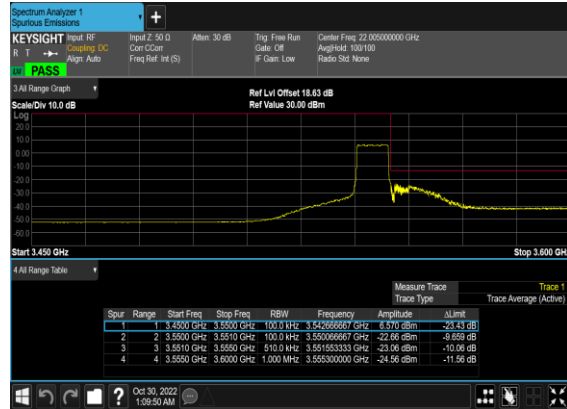 Spectrum Analyzer 1
Spurious Emissions
+
KEYSIGHT Input: RF Input Z: 50 Ω Atten: 30 dB Trig: Free Run Center Freq: 22.005000000 GHz
R T Coupling: DC Corr CCorr Gate: Off Avg|Hold: 100/100
Align: Auto Freq Ref: Int (S) IF Gain: Low Radio Std: None
PASS
3 All Range Graph
Ref Lvl Offset 18.63 dB
Scale/Div 10.0 dB Ref Value 30.00 dBm
Log
20.0
10.0
0.00
-10.0
-20.0
-30.0
-40.0
-50.0
-60.0
Start 3.450 GHz Stop 3.600 GH
4 All Range Table
Measure Trace Trace 1
Trace Type Trace Average (Active)
Spur Range Start Freq Stop Freq RBW Frequency Amplitude ΔLimit
1 1 3.4500 GHz 3.5500 GHz 100.0 kHz 3.542666667 GHz 6.570 dBm -23.43 dB
2 2 3.5500 GHz 3.5510 GHz 100.0 kHz 3.550066667 GHz -22.66 dBm -9.659 dB
3 3 3.5510 GHz 3.5550 GHz 510.0 kHz 3.551553333 GHz -23.06 dBm -10.06 dB
4 4 3.5550 GHz 3.6000 GHz 1.000 MHz 3.555300000 GHz -24.56 dBm -11.56 dB
?
Oct 30, 2022
1:09:50 AM